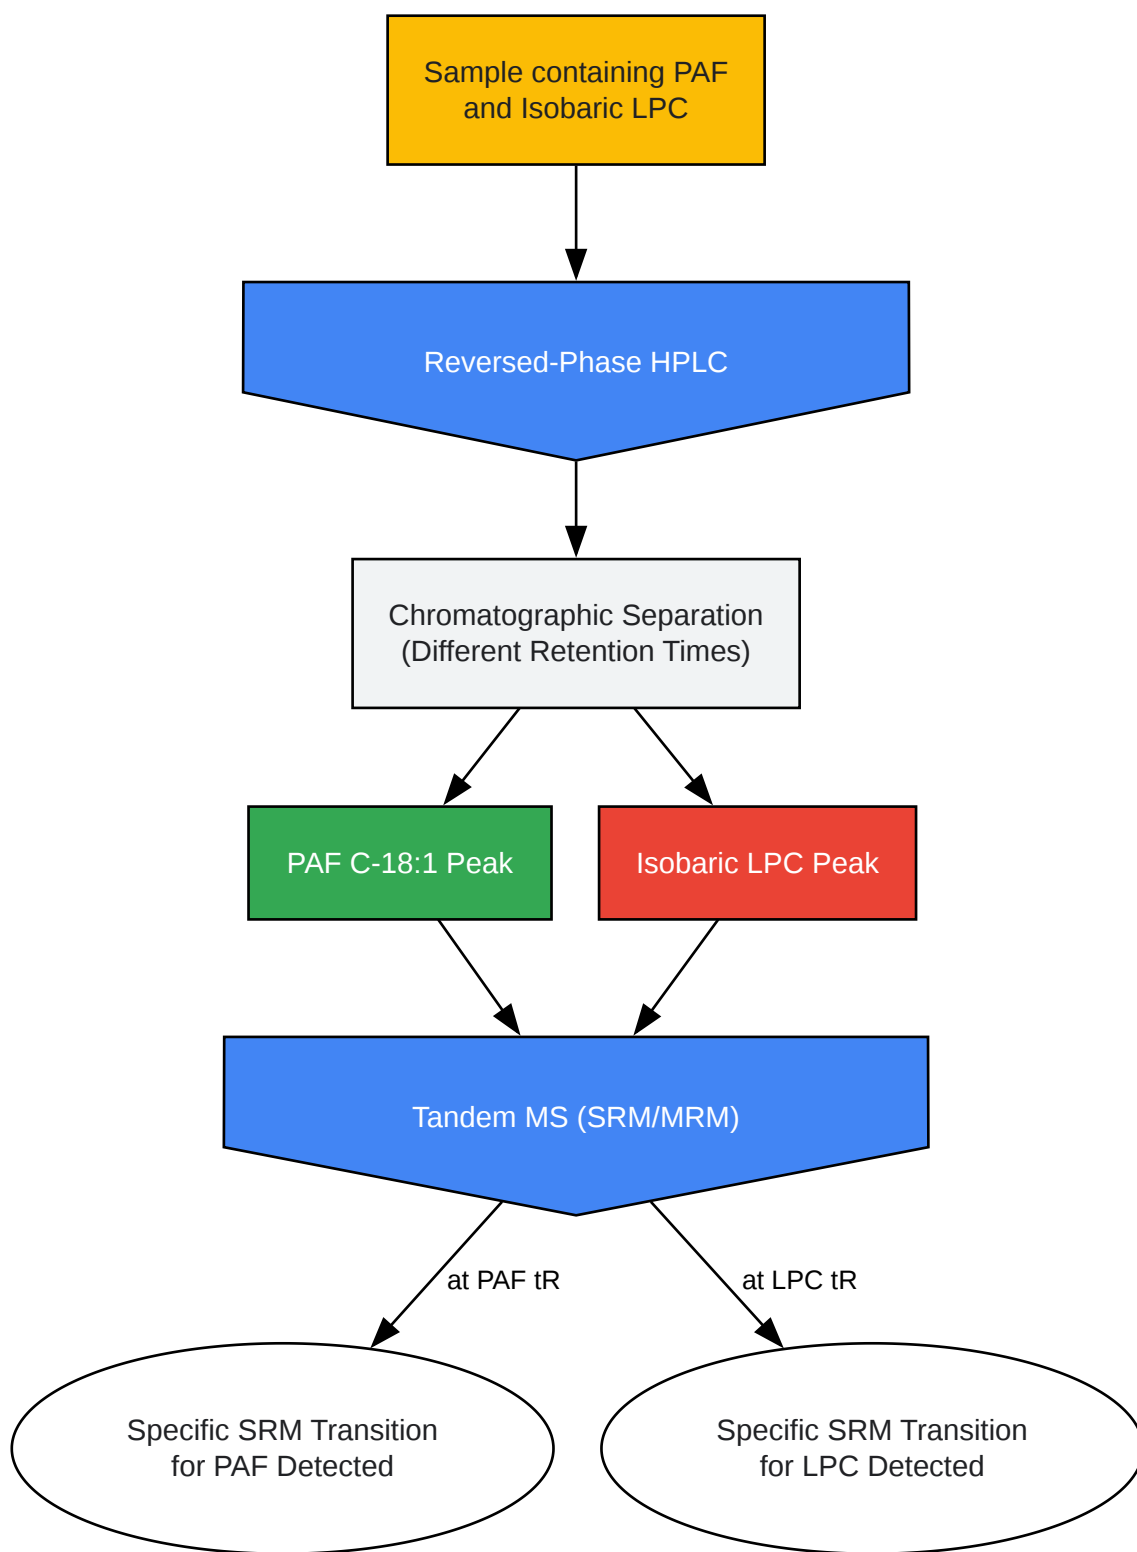 Sample containing PAF
and Isobaric LPC
Reversed-Phase HPLC
Chromatographic Separation
(Different Retention Times)
PAF C-18:1 Peak
Isobaric LPC Peak
Tandem MS (SRM/MRM)
at PAF tR
at LPC tR
Specific SRM Transition
for PAF Detected
Specific SRM Transition
for LPC Detected